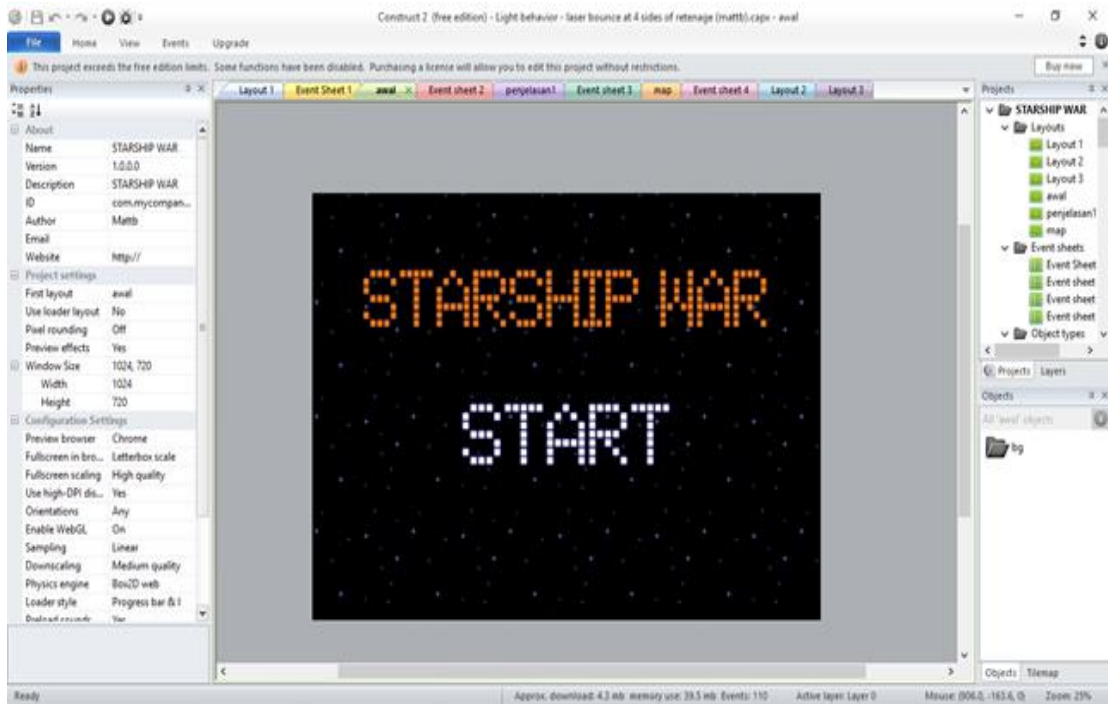 Construct 2 (free edition) - Light behavior - laser bounce at 4 sides of retenage (mattb).capx - awal
File Home View Events Upgrade
This project exceeds the free edition limits. Some functions have been disabled. Purchasing a licence will allow you to edit this project without restrictions.
Buy now
Properties
Layout 1 Event Sheet 1 awal Event sheet 2 penjelasan1 Event sheet 3 map Event sheet 4 Layout 2 Layout 3
About
Name STARSHIP WAR
Version 1.0.0.0
Description STARSHIP WAR
ID com.mycompan...
Author Mattb
Email
Website http://
Project settings
First layout awal
Use loader layout No
Pixel rounding Off
Preview effects Yes
Window Size 1024, 720
Width 1024
Height 720
Configuration Settings
Preview browser Chrome
Fullscreen in bro... Letterbox scale
Fullscreen scaling High quality
Use high-DPI dis... Yes
Orientations Any
Enable WebGL On
Sampling Linear
Downscaling Medium quality
Physics engine Box2D web
Loader style Progress bar & l
Preload sounds Yes
STARSHIP WAR
START
Projects
STARSHIP WAR
Layouts
Layout 1
Layout 2
Layout 3
awal
penjelasan1
map
Event sheets
Event Sheet
Event sheet
Event sheet
Event sheet
Object types
Projects Layers
Objects
All 'awal' objects
bg
Objects Tilemap
Ready
Approx. download: 4.3 mb memory use: 39.5 mb Events: 110 Active layer: Layer 0 Mouse: (906.0, -163.6, 0) Zoom: 25%